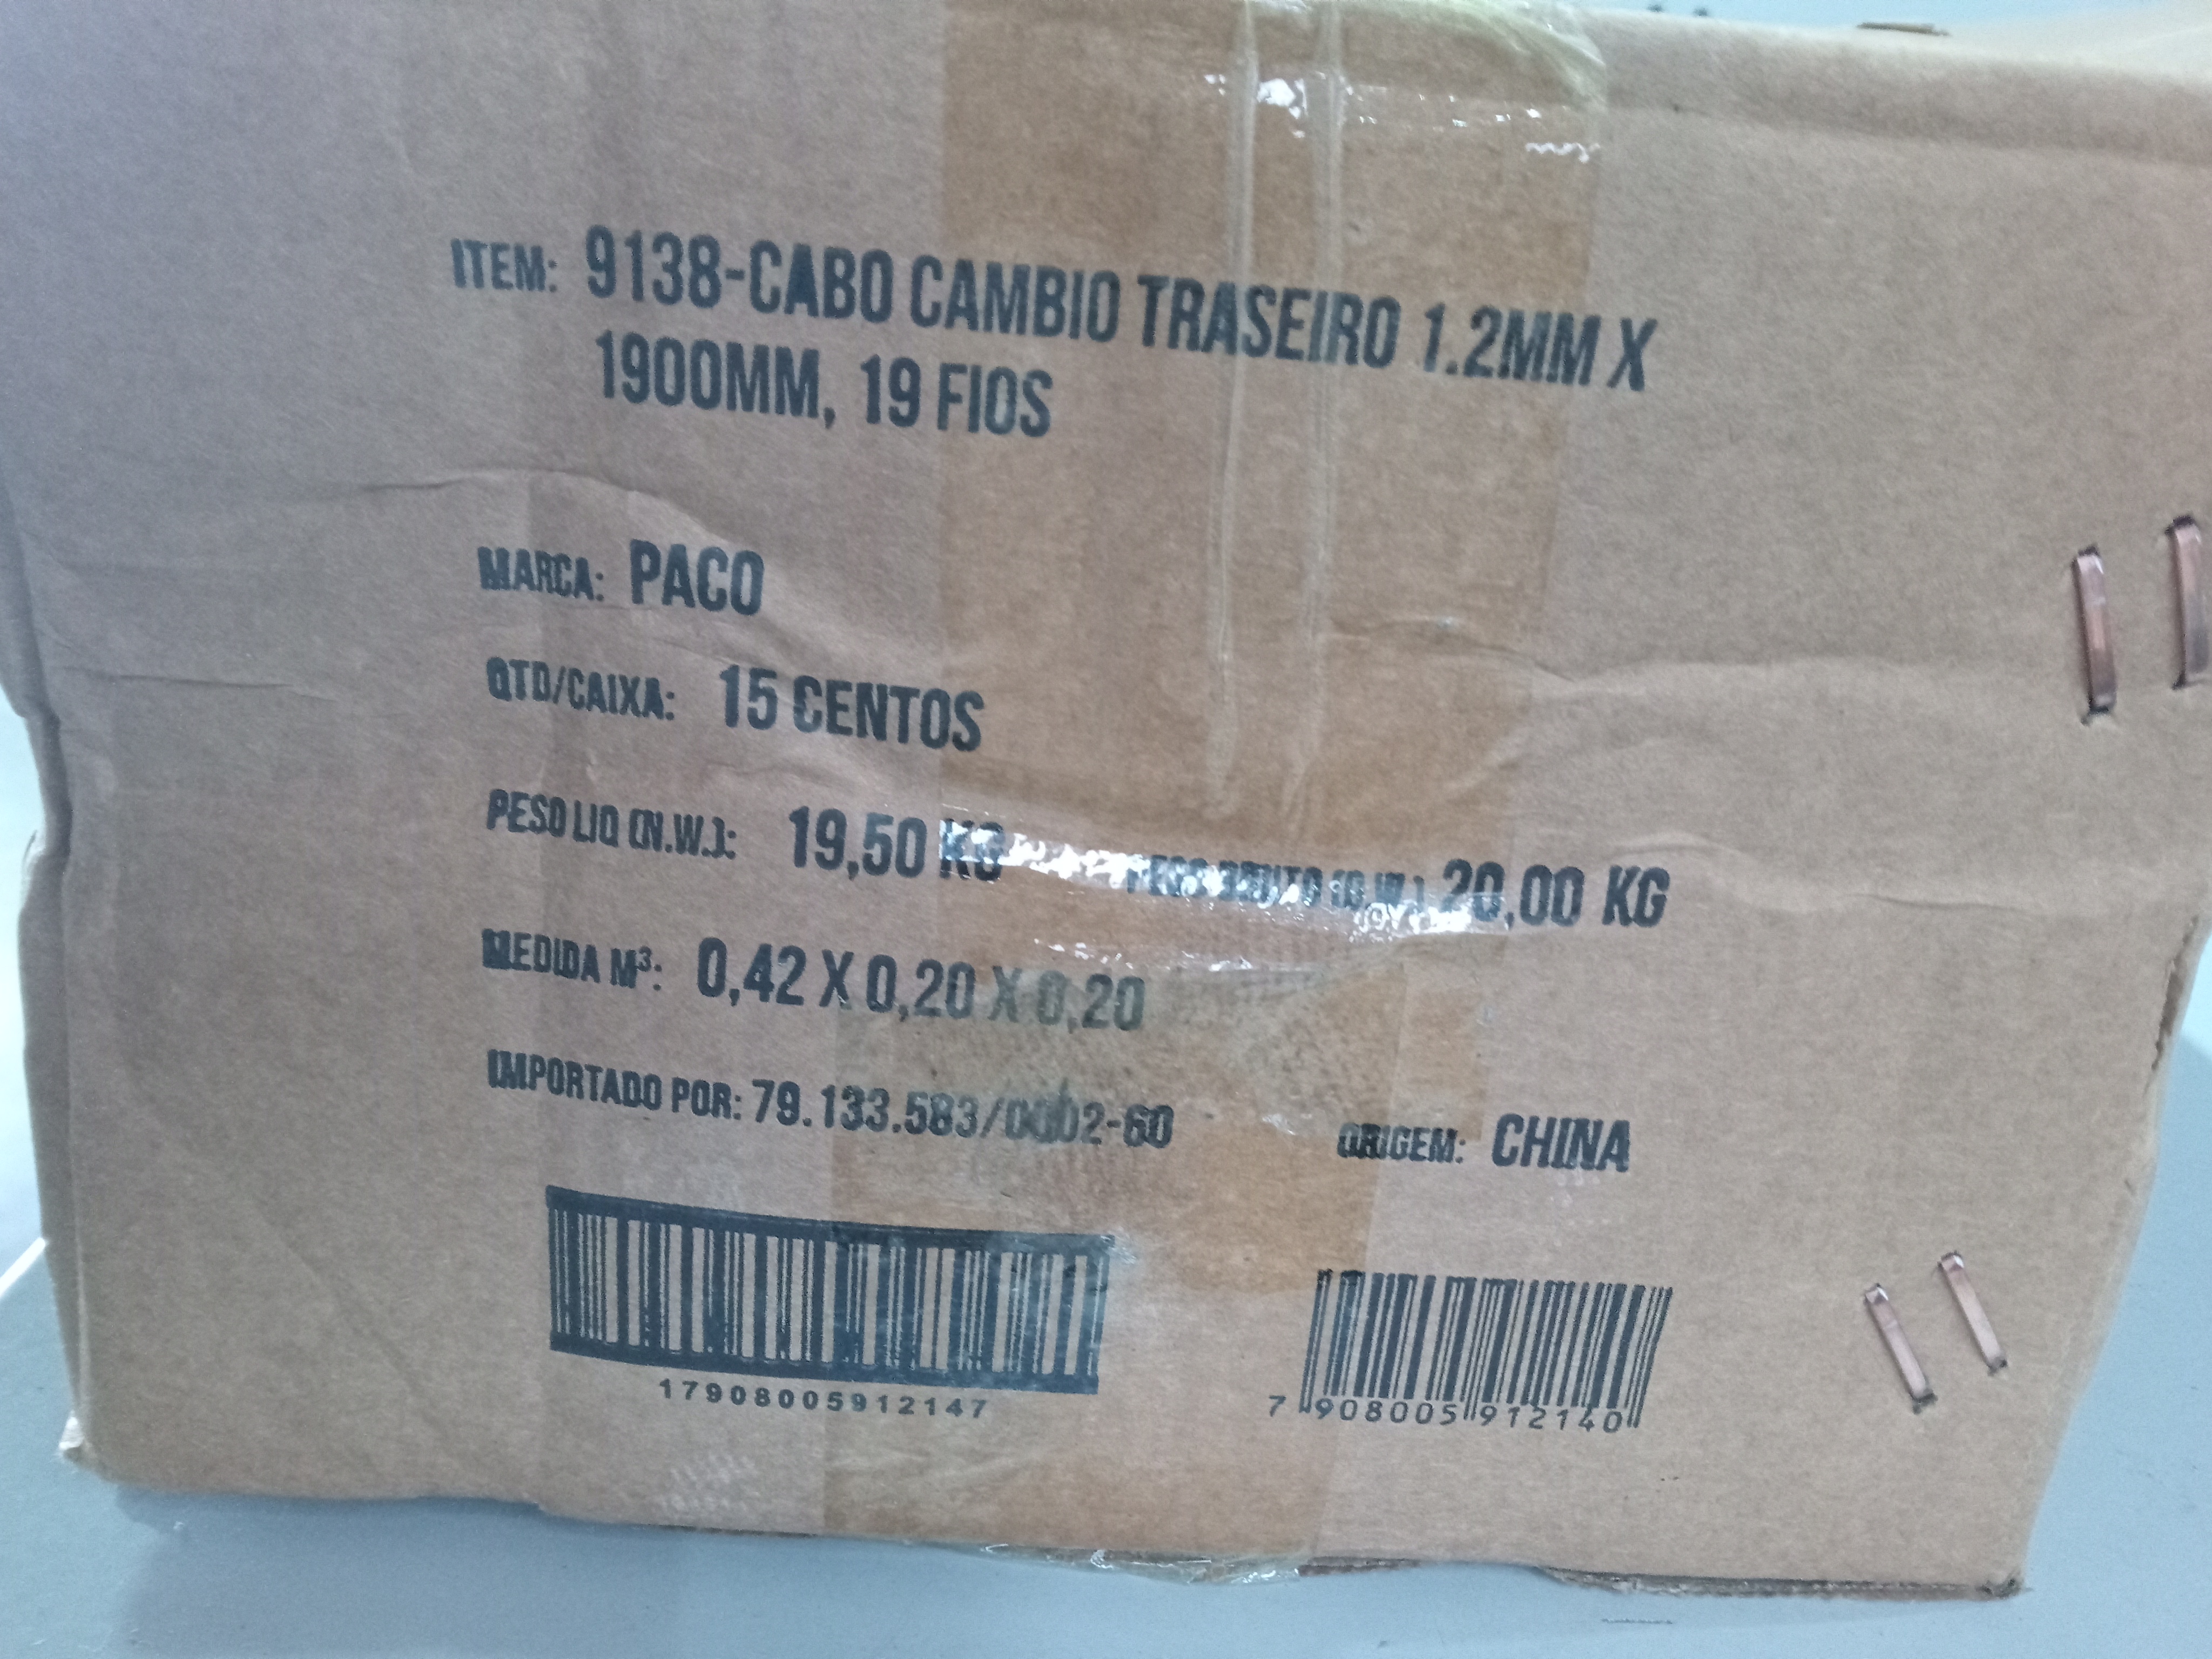 ITEM: 9138-CABO CAMBIO TRASEIRO 1.2MM X
1900MM, 19 FIOS
MARCA: PACO
QTD/CAIXA: 15 CENTOS
PESO LIQ (N.W.): 19,50 KG PESO BRUTO (G.W.) 20,00 KG
MEDIDA M³: 0,42 X 0,20 X 0,20
IMPORTADO POR: 79.133.583/0002-60 ORIGEM: CHINA
17908005912147
7 908005 912140